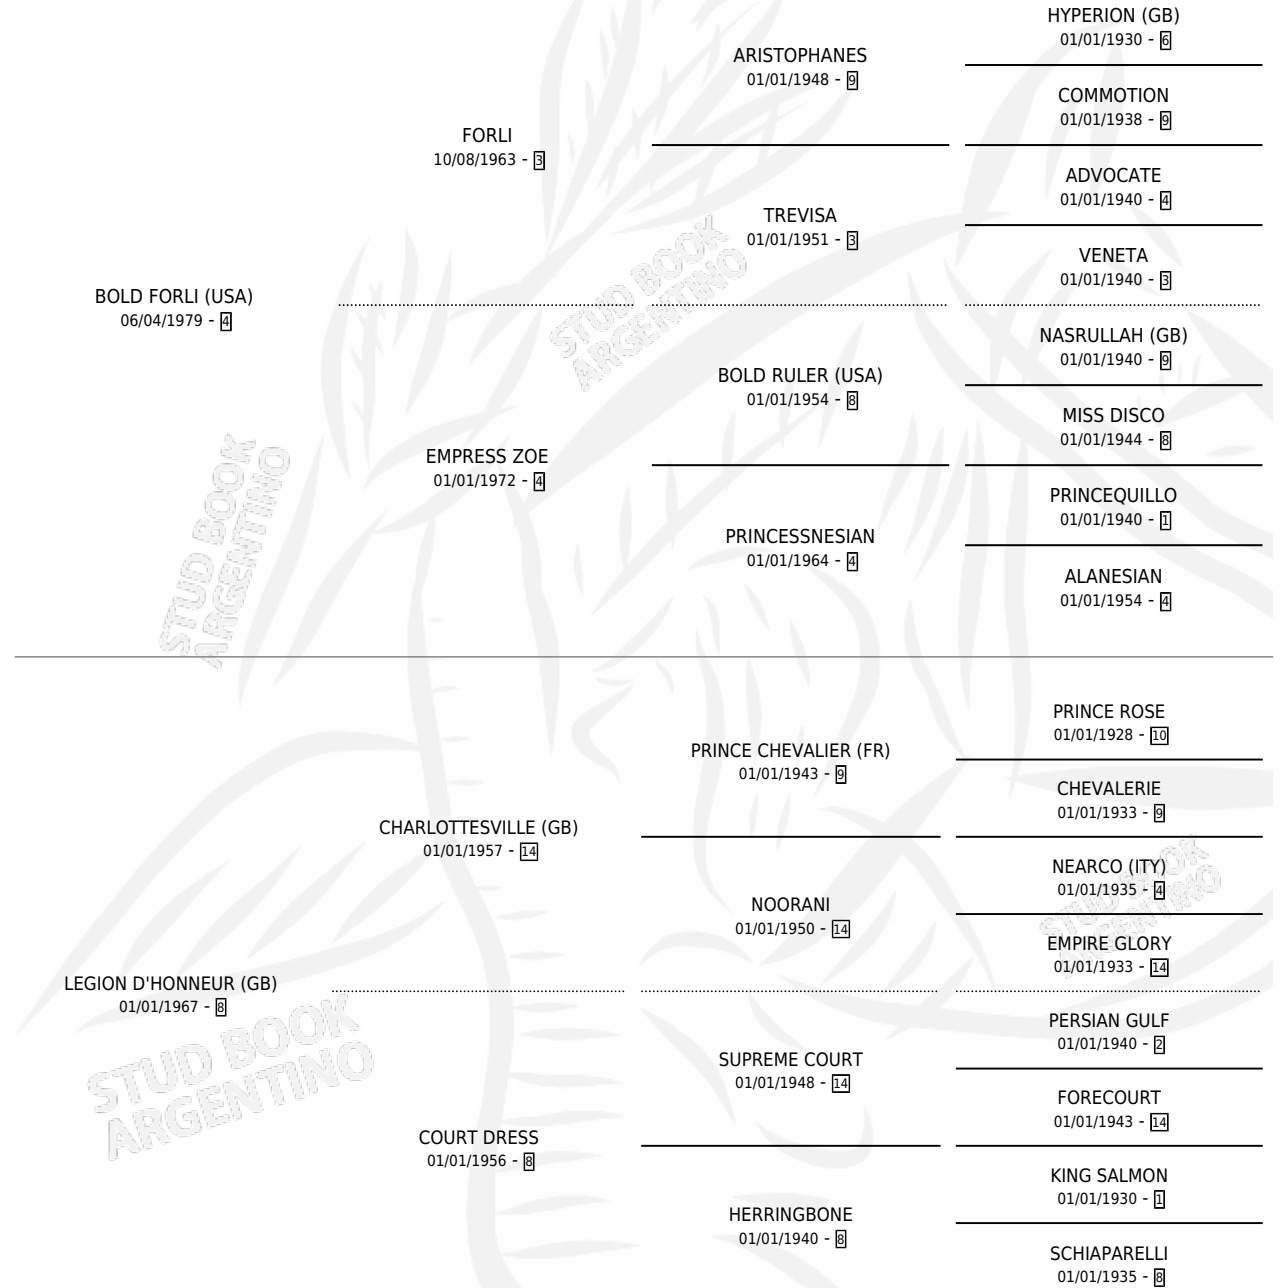 HYPERION (GB)
01/01/1930 - 6
ARISTOPHANES
01/01/1948 - 9
COMMOTION
01/01/1938 - 9
FORLI
10/08/1963 - 3
ADVOCATE
01/01/1940 - 4
TREVISA
01/01/1951 - 3
VENETA
01/01/1940 - 3
BOLD FORLI (USA)
06/04/1979 - 4
NASRULLAH (GB)
01/01/1940 - 9
BOLD RULER (USA)
01/01/1954 - 8
MISS DISCO
01/01/1944 - 8
EMPRESS ZOE
01/01/1972 - 4
PRINCEQUILLO
01/01/1940 - 1
PRINCESSNESIAN
01/01/1964 - 4
ALANESIAN
01/01/1954 - 4
PRINCE ROSE
01/01/1928 - 10
PRINCE CHEVALIER (FR)
01/01/1943 - 9
CHEVALERIE
01/01/1933 - 9
CHARLOTTESVILLE (GB)
01/01/1957 - 14
NEARCO (ITY)
01/01/1935 - 4
NOORANI
01/01/1950 - 14
EMPIRE GLORY
01/01/1933 - 14
LEGION D'HONNEUR (GB)
01/01/1967 - 8
PERSIAN GULF
01/01/1940 - 2
SUPREME COURT
01/01/1948 - 14
FORECOURT
01/01/1943 - 14
COURT DRESS
01/01/1956 - 8
KING SALMON
01/01/1930 - 1
HERRINGBONE
01/01/1940 - 8
SCHIAPARELLI
01/01/1935 - 8
STUD BOOK
ARGENTINO
STUD BOOK
ARGENTINO
STUD BOOK
ARGENTINO
STUD BOOK
ARGENTINO